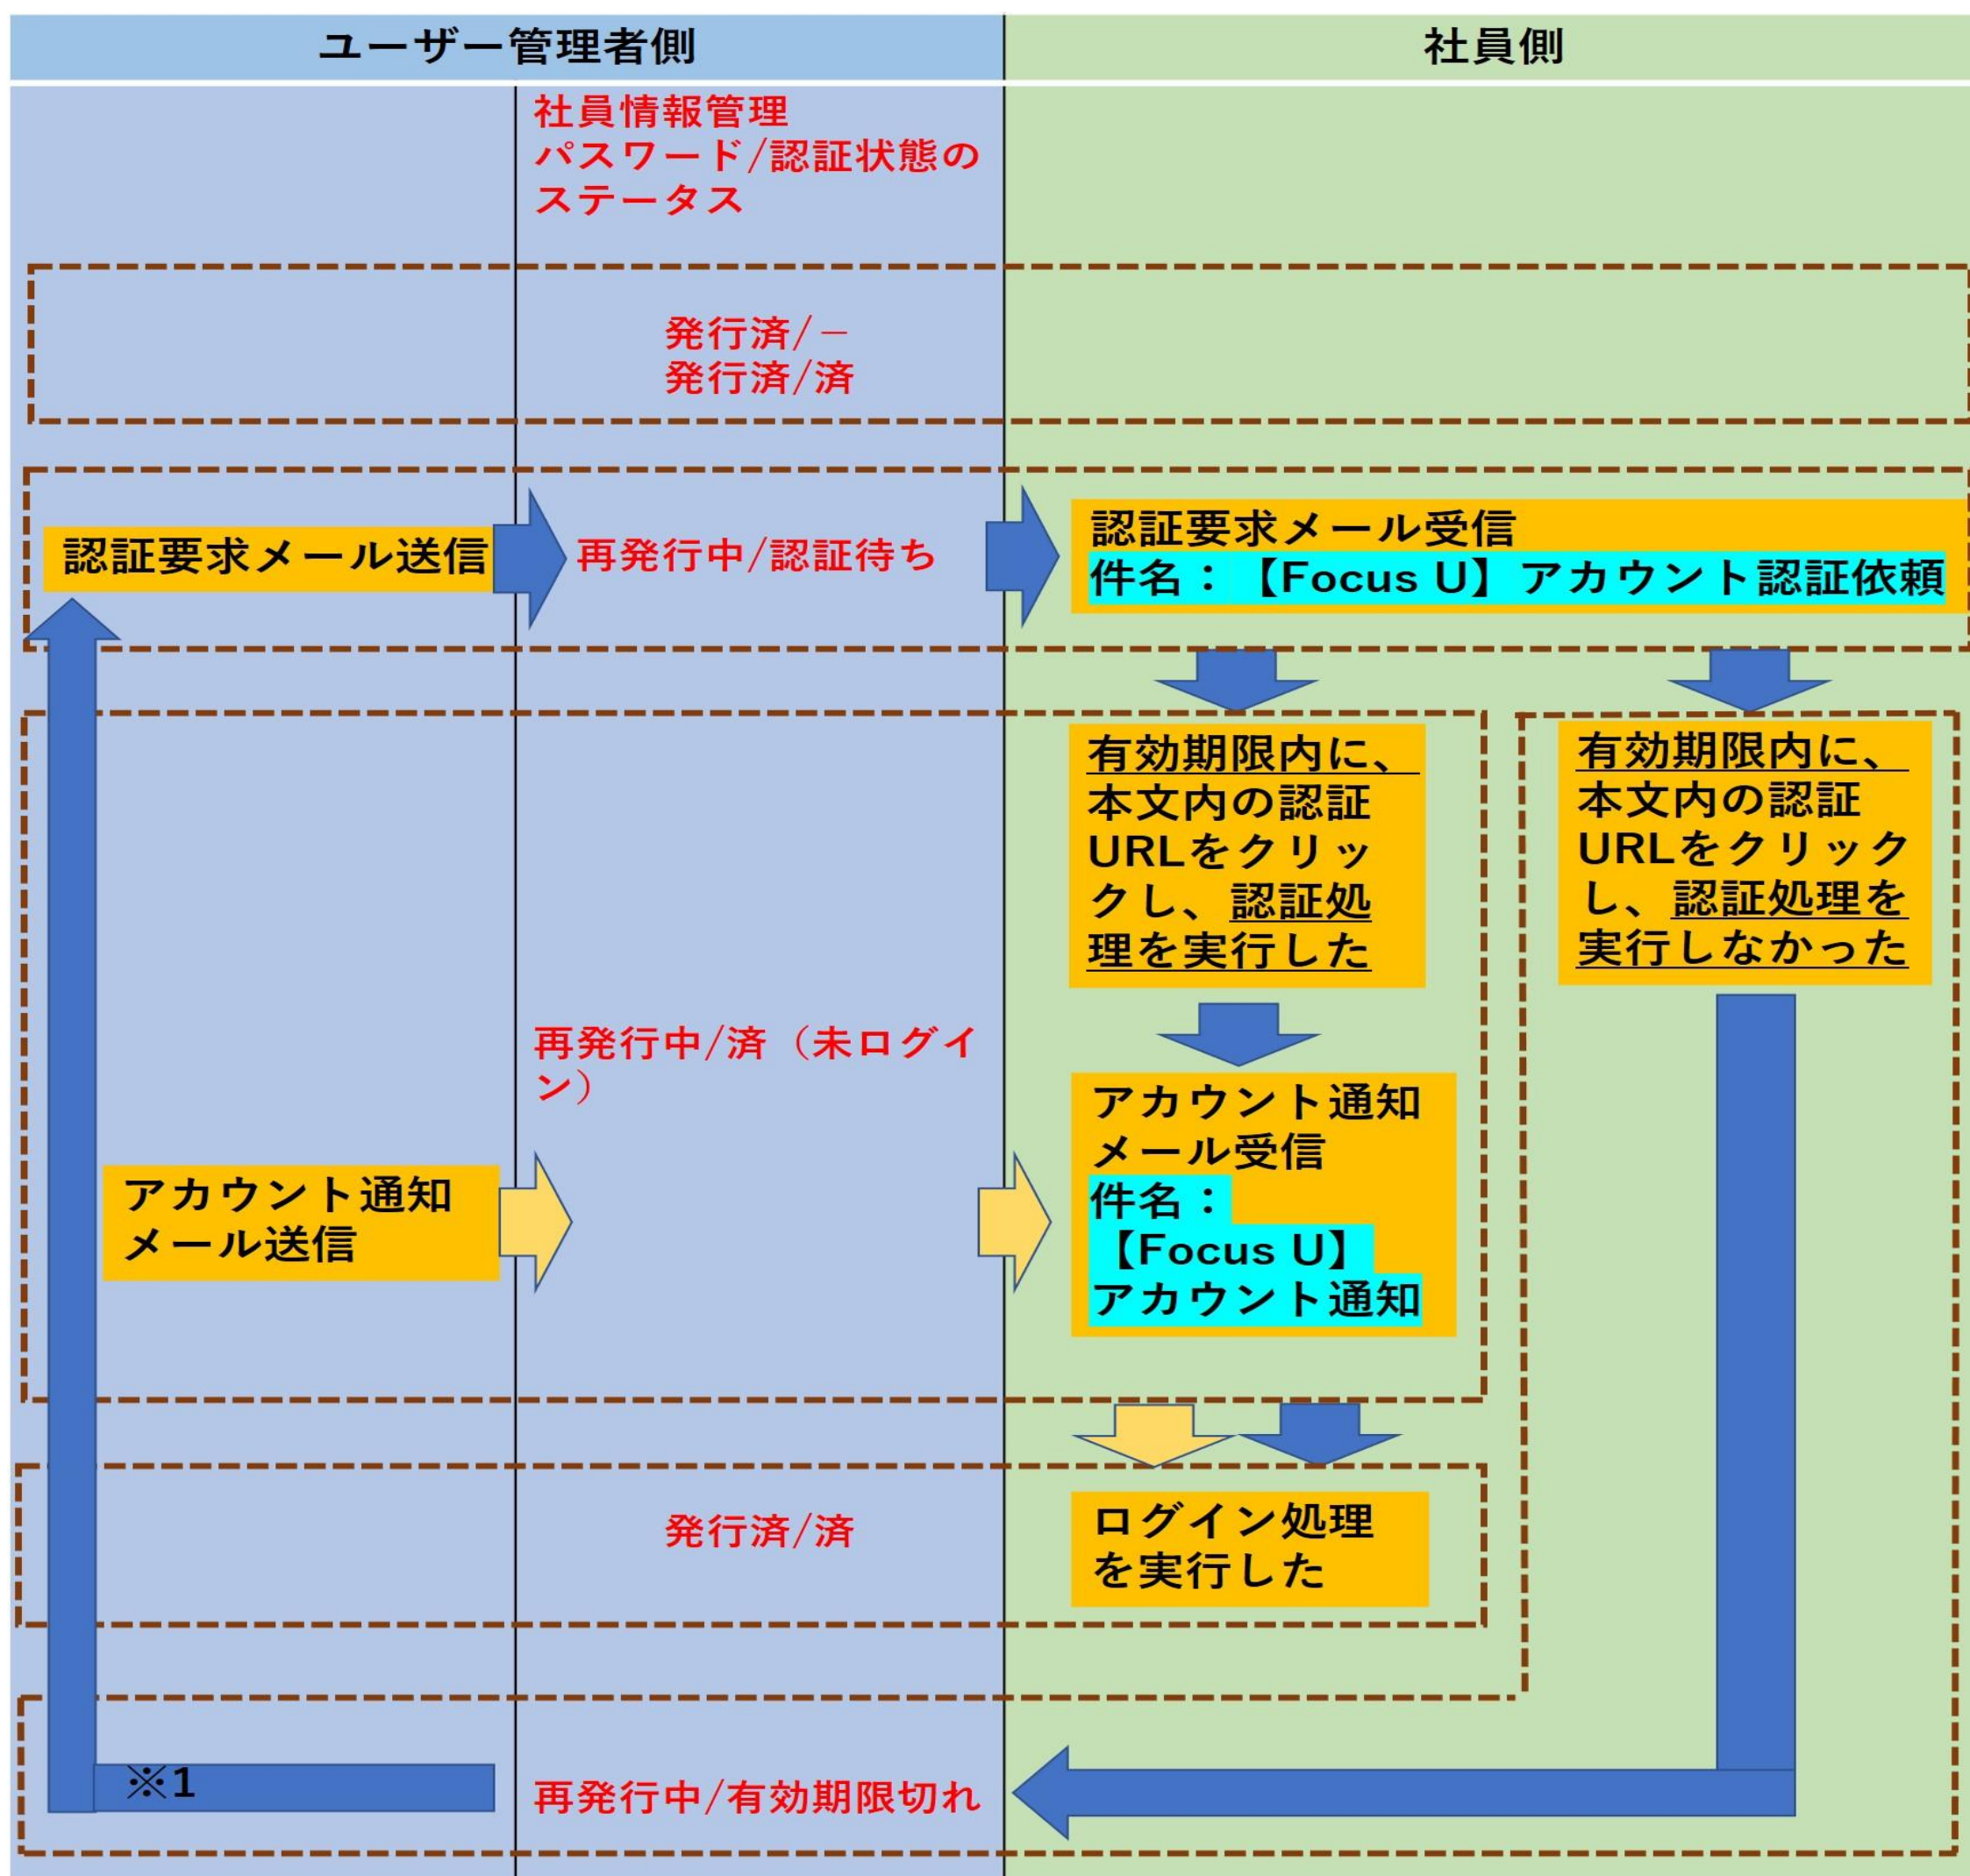 ユーザー管理者側
社員側
社員情報管理
パスワード/認証状態の
ステータス
発行済/－
発行済/済
認証要求メール送信
再発行中/認証待ち
認証要求メール受信
件名：【Focus U】アカウント認証依頼
有効期限内に、
本文内の認証
URLをクリッ
クし、認証処
理を実行した
有効期限内に、
本文内の認証
URLをクリック
し、認証処理を
実行しなかった
再発行中/済（未ログイ
ン）
アカウント通知
メール送信
アカウント通知
メール受信
件名：
【Focus U】
アカウント通知
発行済/済
ログイン処理
を実行した
※1
再発行中/有効期限切れ